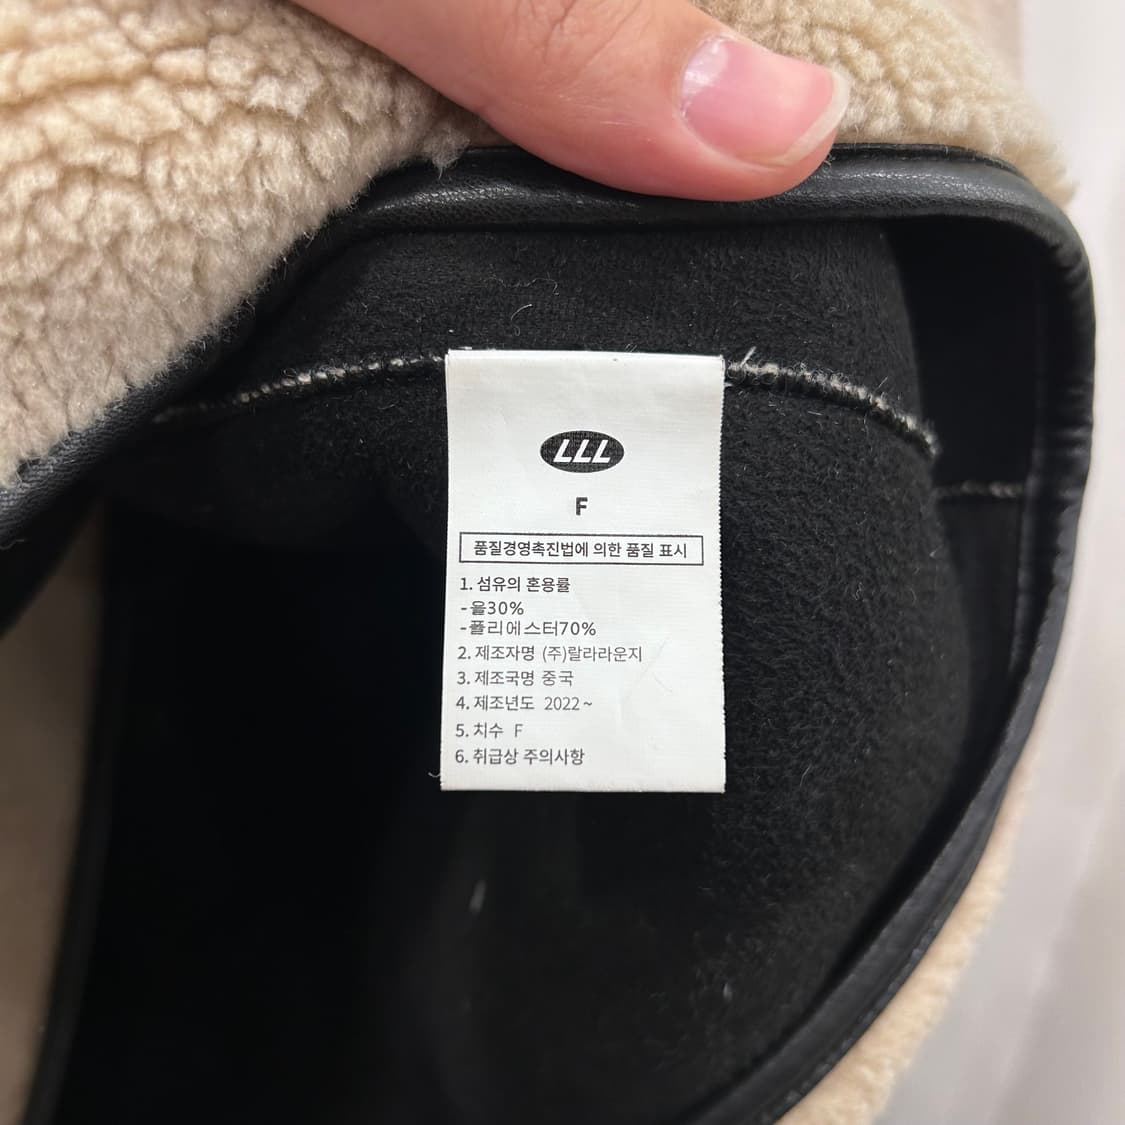 LLL
F
품질경영촉진법에 의한 품질 표시
1. 섬유의 혼용률
-울30%
-폴리에스터70%
2. 제조자명 (주)랄라라운지
3. 제조국명 중국
4. 제조년도 2022~
5. 치수 F
6. 취급상 주의사항